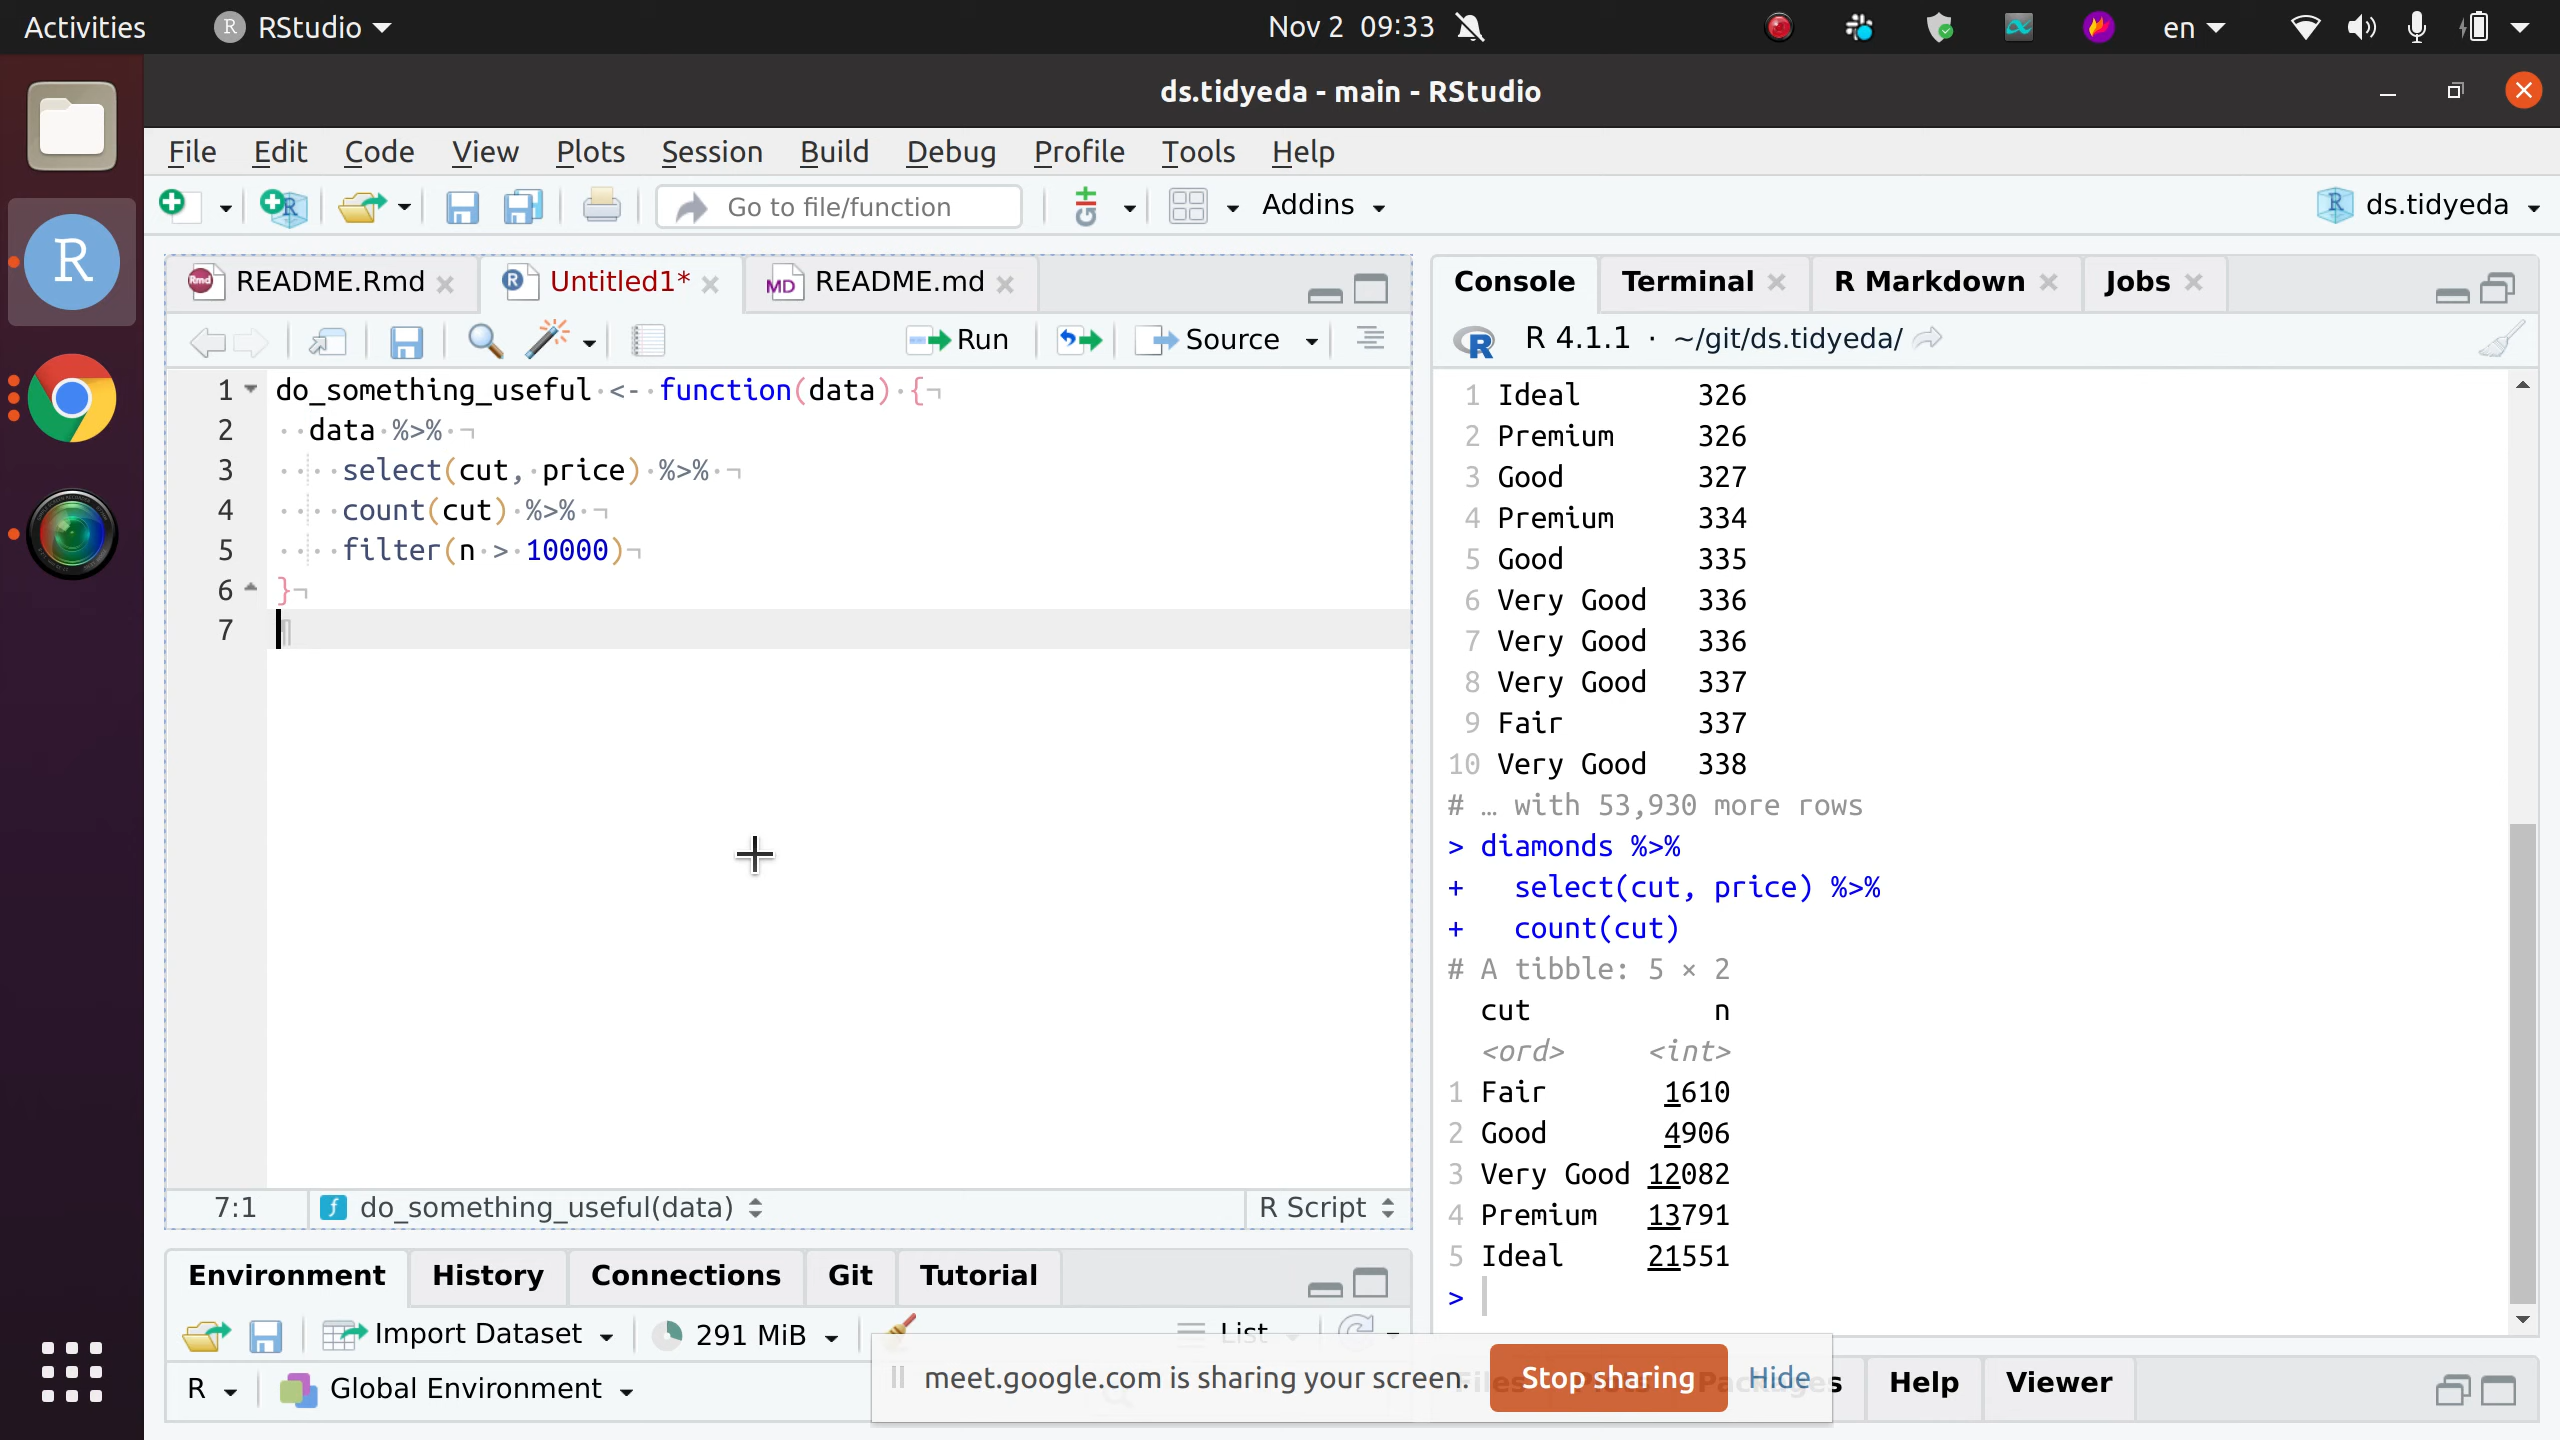 Activities RStudio Nov 2 09:33 en
ds.tidyeda - main - RStudio
File Edit Code View Plots Session Build Debug Profile Tools Help
Go to file/function Addins ds.tidyeda
README.Rmd Untitled1* README.md
Run Source
1 do_something_useful <- function(data) {
2 data %>%
3 select(cut, price) %>%
4 count(cut) %>%
5 filter(n > 10000)
6 }
7
7:1 do_something_useful(data) R Script
Environment History Connections Git Tutorial
Import Dataset 291 MiB List
R Global Environment
Console Terminal R Markdown Jobs
R 4.1.1 · ~/git/ds.tidyeda/
1 Ideal 326
2 Premium 326
3 Good 327
4 Premium 334
5 Good 335
6 Very Good 336
7 Very Good 336
8 Very Good 337
9 Fair 337
10 Very Good 338
# … with 53,930 more rows
> diamonds %>%
+ select(cut, price) %>%
+ count(cut)
# A tibble: 5 × 2
cut n
<ord> <int>
1 Fair 1610
2 Good 4906
3 Very Good 12082
4 Premium 13791
5 Ideal 21551
>
meet.google.com is sharing your screen. Stop sharing Hide
Help Viewer